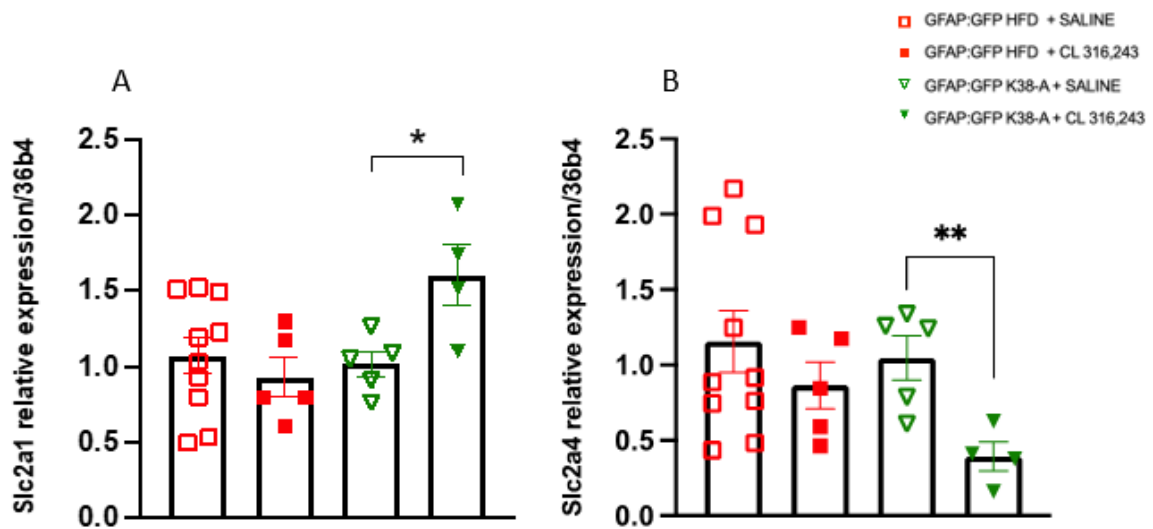 GFAP:GFP HFD + SALINE
GFAP:GFP HFD + CL 316,243
GFAP:GFP K38-A + SALINE
GFAP:GFP K38-A + CL 316,243
A
Slc2a1 relative expression/36b4
2.5
2.0
1.5
1.0
0.5
0.0
*
B
Slc2a4 relative expression/36b4
2.5
2.0
1.5
1.0
0.5
0.0
**